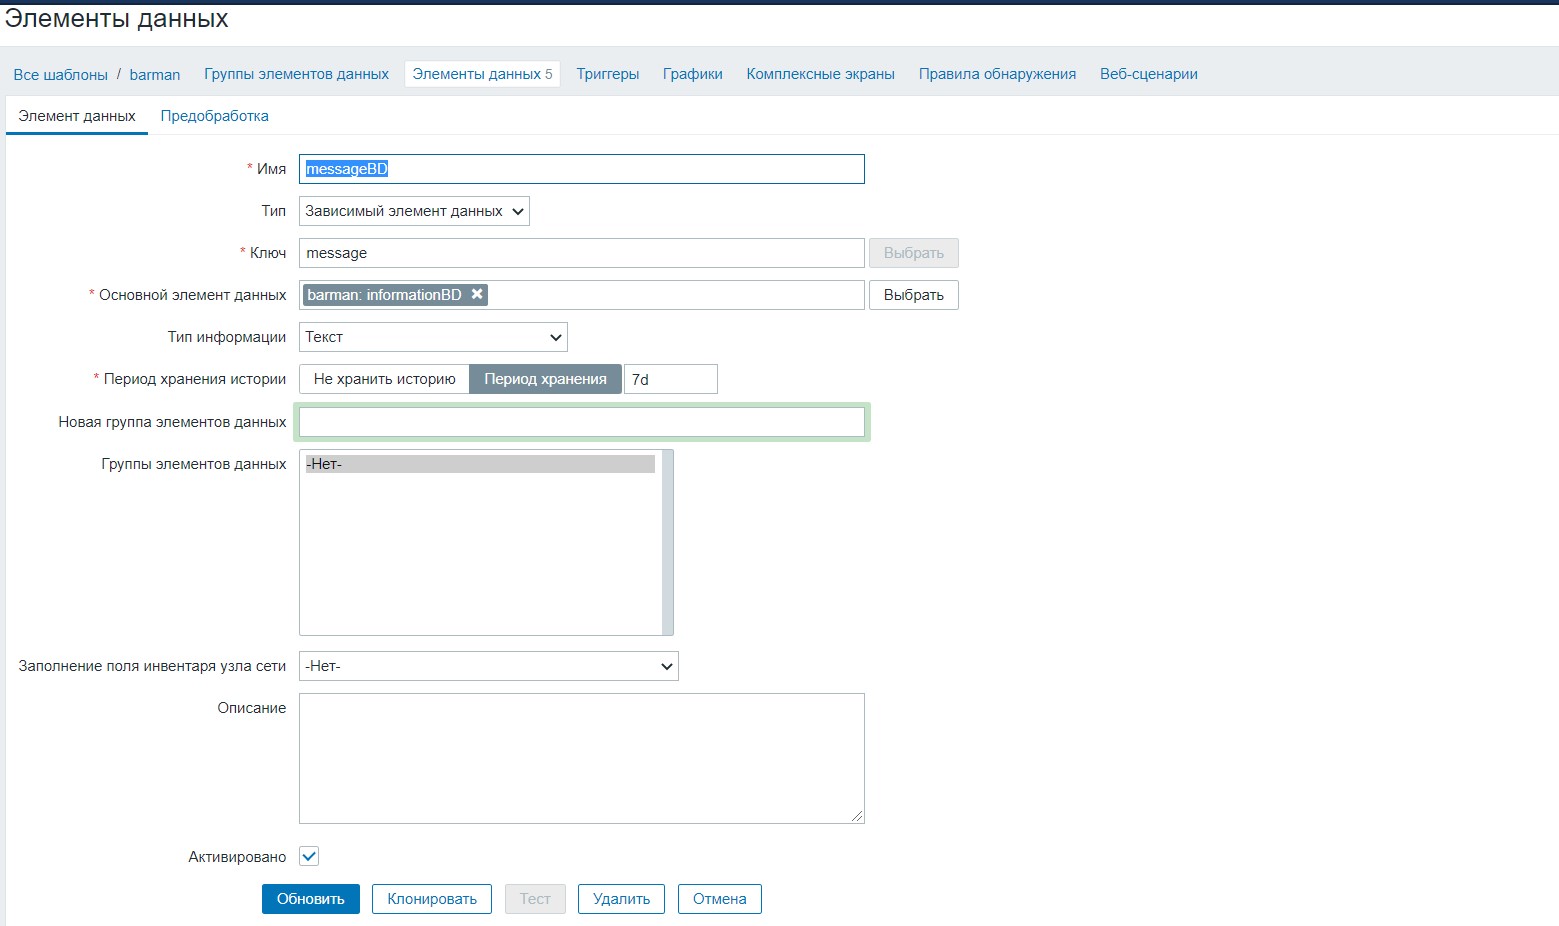 Элементы данных
Все шаблоны / barman Группы элементов данных Элементы данных 5 Триггеры Графики Комплексные экраны Правила обнаружения Веб-сценарии
Элемент данных Предобработка
* Имя messageBD
Тип Зависимый элемент данных
* Ключ message Выбрать
* Основной элемент данных barman: informationBD Выбрать
Тип информации Текст
* Период хранения истории Не хранить историю Период хранения 7d
Новая группа элементов данных
Группы элементов данных -Нет-
Заполнение поля инвентаря узла сети -Нет-
Описание
Активировано
Обновить Клонировать Тест Удалить Отмена